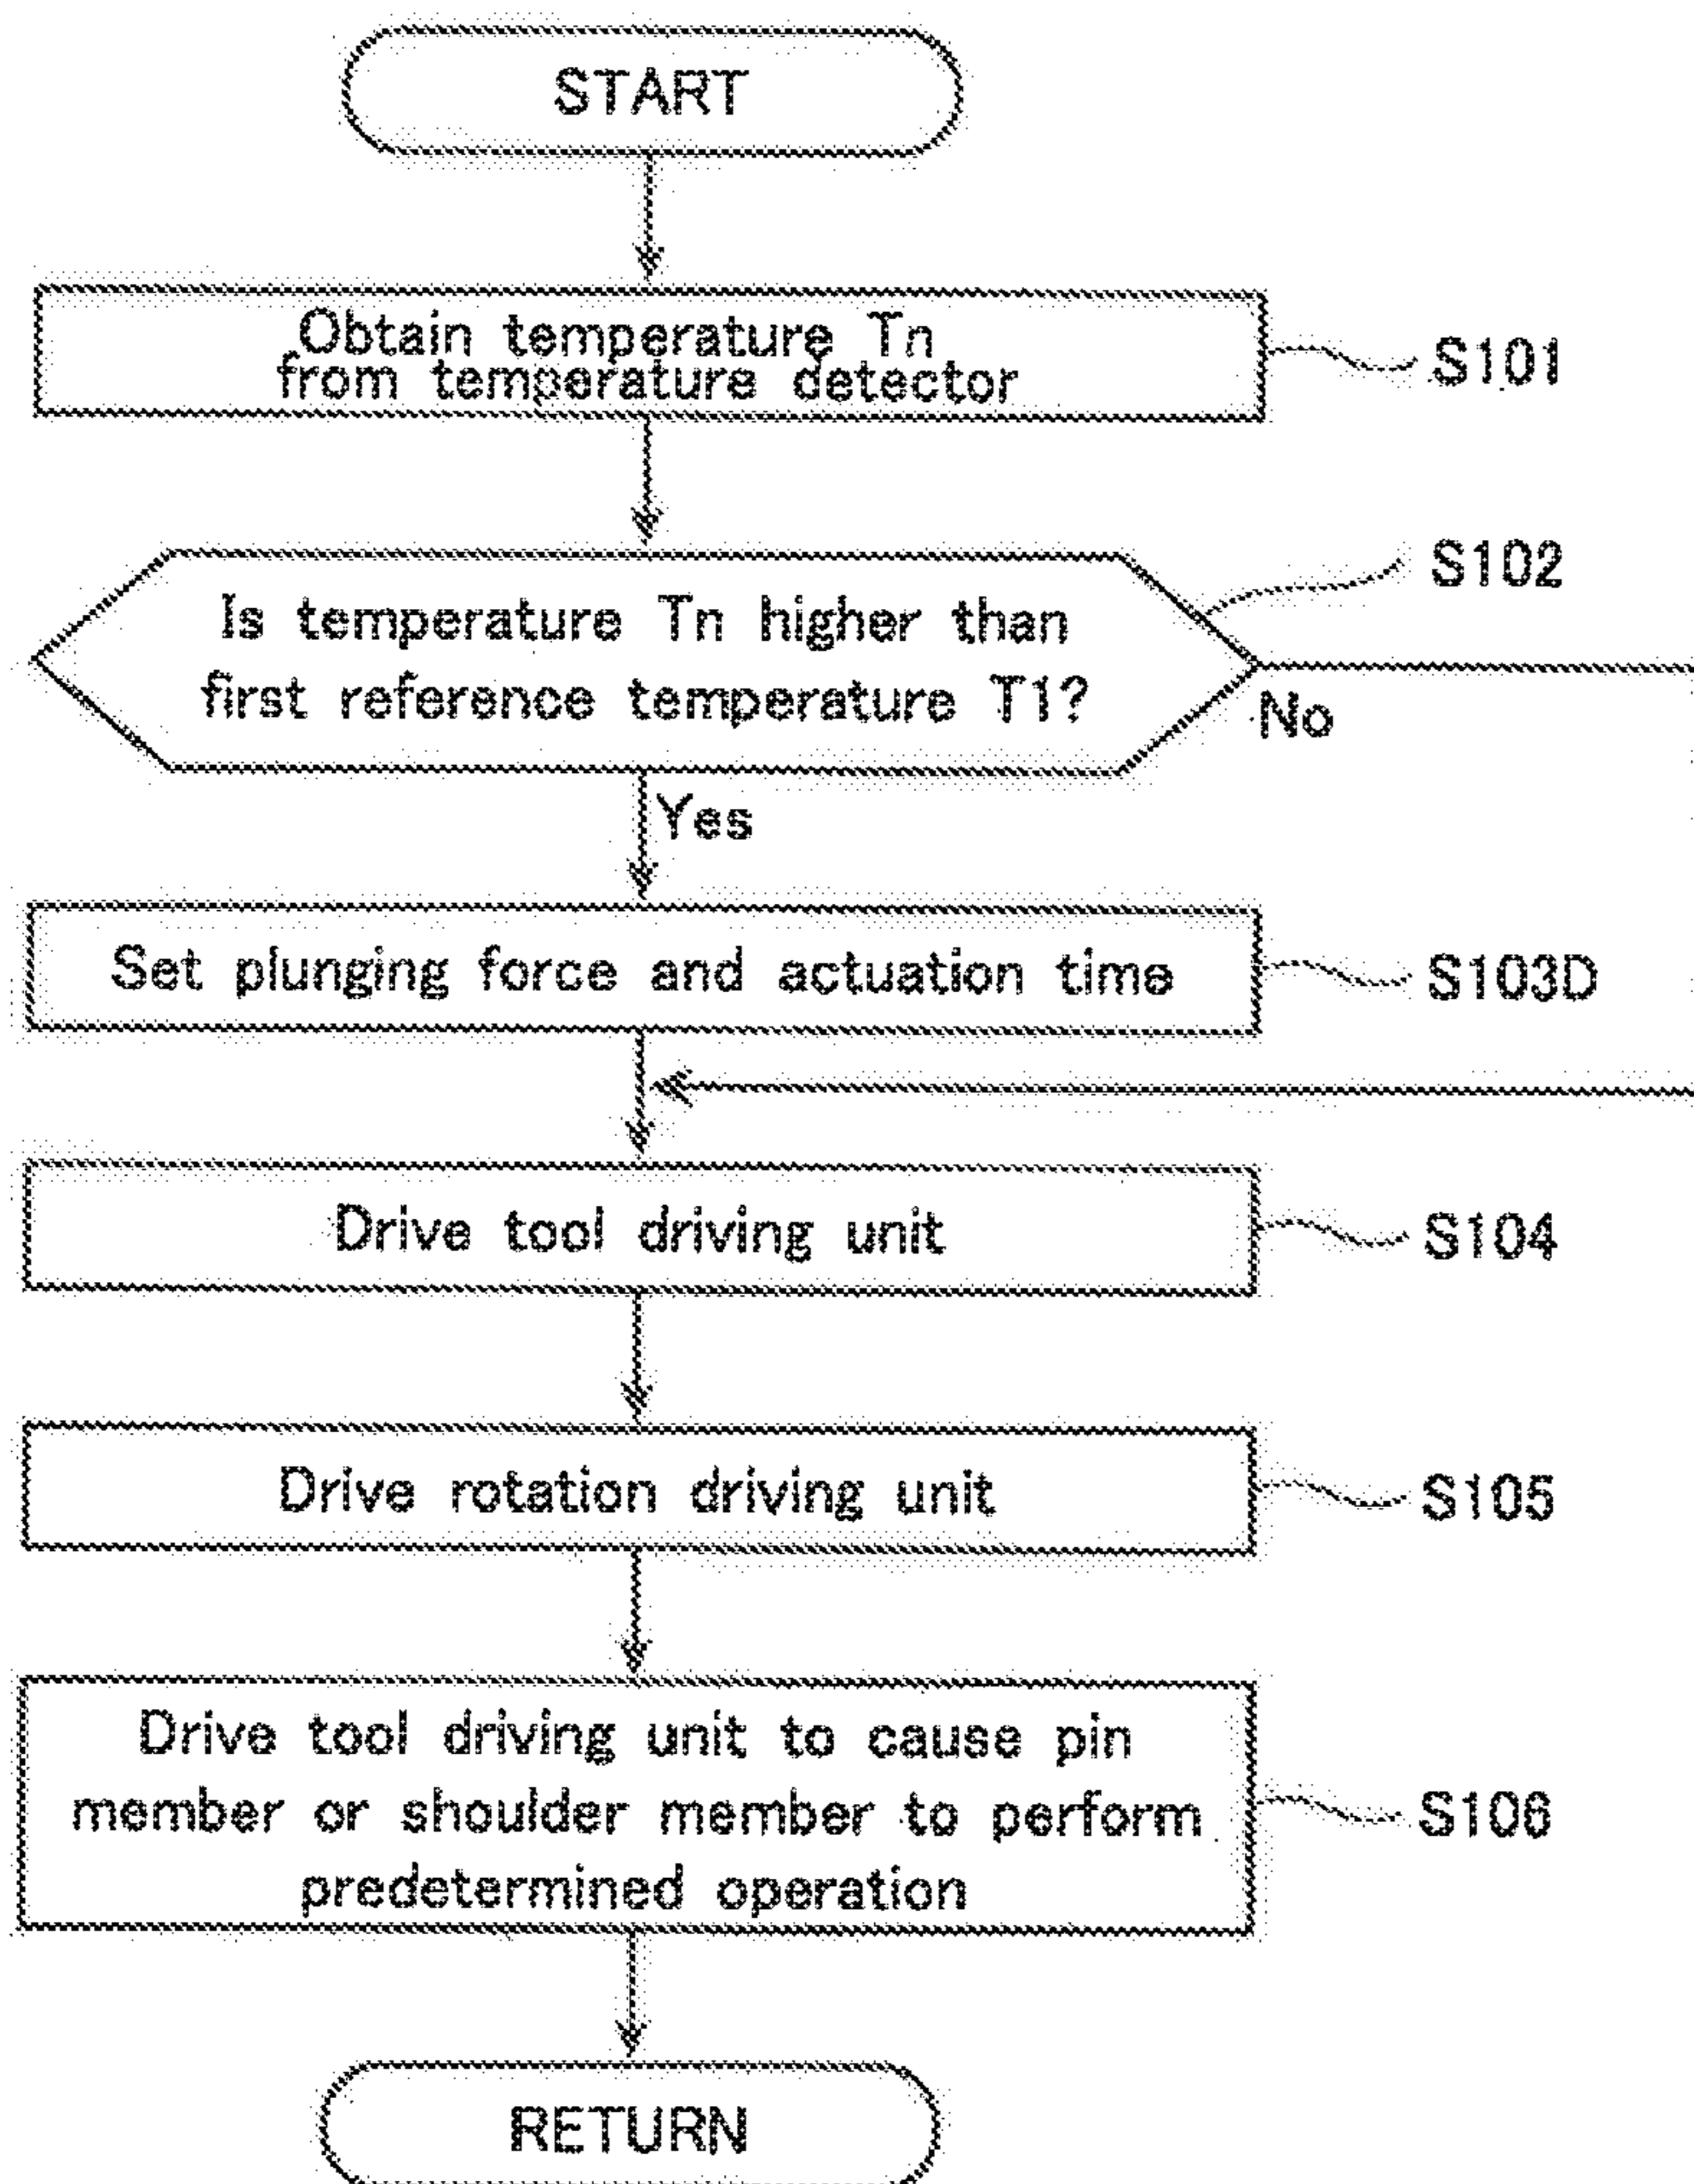 START
Obtain temperature Tn
from temperature detector
S101
S102
Is temperature Tn higher than
first reference temperature T1?
No
Yes
Set plunging force and actuation time
S103D
Drive tool driving unit
S104
Drive rotation driving unit
S105
Drive tool driving unit to cause pin
member or shoulder member to perform
predetermined operation
S106
RETURN